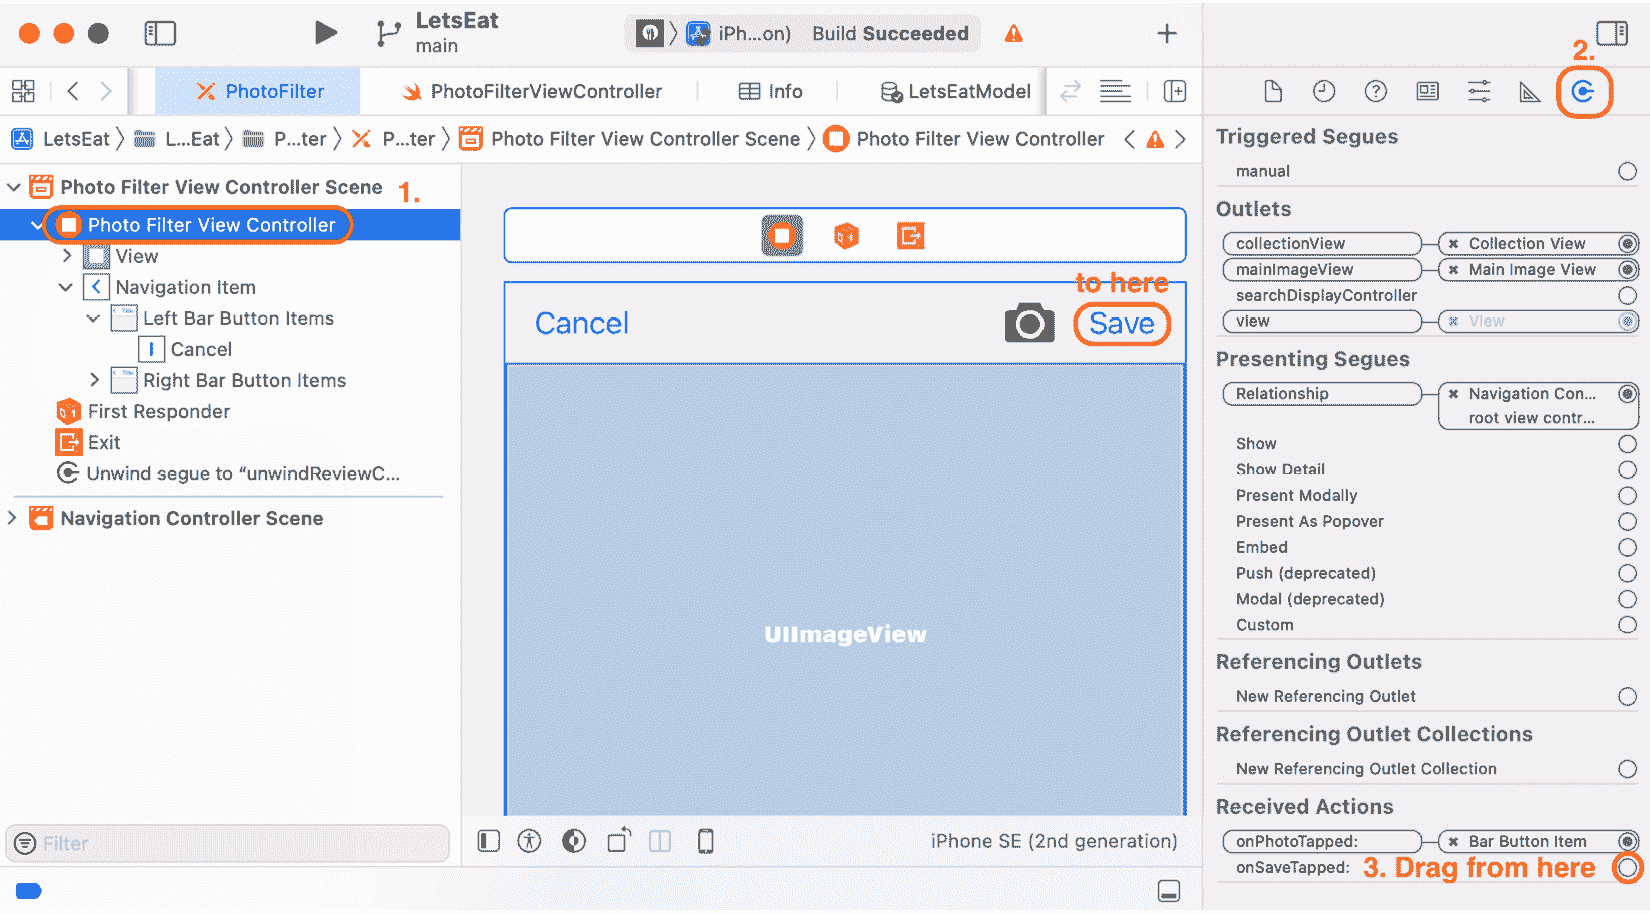 LetsEat
main
iPh...on)
Build Succeeded
2.
PhotoFilter
PhotoFilterViewController
Info
LetsEatModel
LetsEat
L...Eat
P...ter
P...ter
Photo Filter View Controller Scene
Photo Filter View Controller
Photo Filter View Controller Scene
1.
Photo Filter View Controller
View
Navigation Item
Left Bar Button Items
Cancel
Right Bar Button Items
First Responder
Exit
Unwind segue to “unwindReviewC...
Navigation Controller Scene
Filter
to here
Cancel
Save
UIImageView
iPhone SE (2nd generation)
Triggered Segues
manual
Outlets
collectionView
Collection View
mainImageView
Main Image View
searchDisplayController
view
View
Presenting Segues
Relationship
Navigation Con...
root view contr...
Show
Show Detail
Present Modally
Present As Popover
Embed
Push (deprecated)
Modal (deprecated)
Custom
Referencing Outlets
New Referencing Outlet
Referencing Outlet Collections
New Referencing Outlet Collection
Received Actions
onPhotoTapped:
Bar Button Item
onSaveTapped:
3. Drag from here